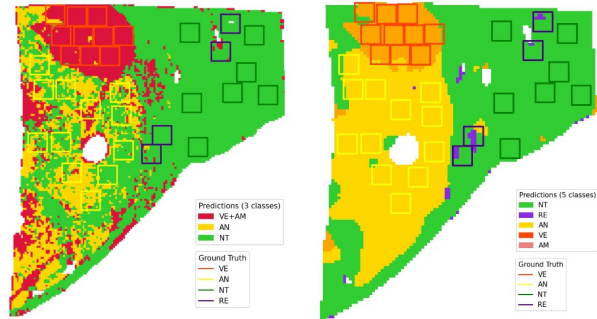 Predictions (3 classes)
VE+AM
AN
NT
Ground Truth
VE
AN
NT
RE
Predictions (5 classes)
NT
RE
AN
VE
AM
Ground Truth
VE
AN
NT
RE